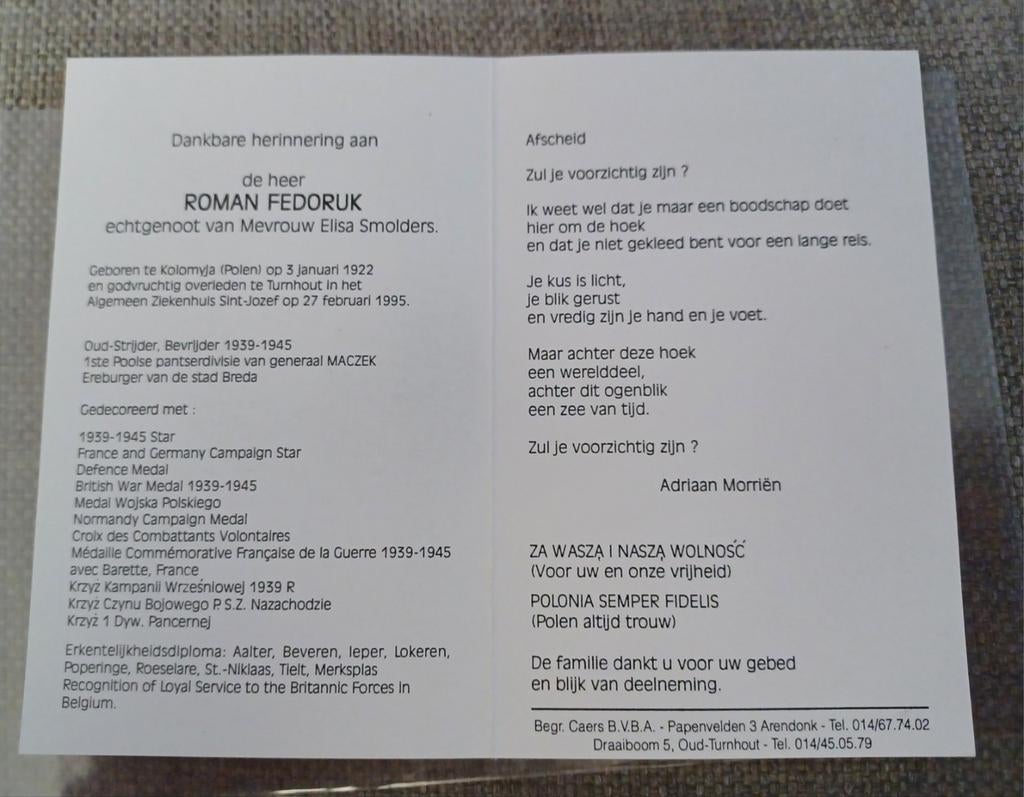 Dankbare herinnering aan
de heer
ROMAN FEDORUK
echtgenoot van Mevrouw Elisa Smolders.
Geboren te Kolomyja (Polen) op 3 januari 1922
en godvruchtig overleden te Turnhout in het
Algemeen Ziekenhuis Sint-Jozef op 27 februari 1995.
Oud-Strijder, Bevrijder 1939-1945
1ste Poolse pantserdivisie van generaal MACZEK
Ereburger van de stad Breda
Gedecoreerd met :
1939-1945 Star
France and Germany Campaign Star
Defence Medal
British War Medal 1939-1945
Medal Wojska Polskiego
Normandy Campaign Medal
Croix des Combattants Volontaires
Médaille Commémorative Française de la Guerre 1939-1945
avec Barette, France
Krzyż Kampanii Wrześniowej 1939 R
Krzyż Czynu Bojowego P.S.Z. Nazachodzie
Krzyż 1 Dyw. Pancernej
Erkentelijkheidsdiploma: Aalter, Beveren, Ieper, Lokeren,
Poperinge, Roeselare, St.-Niklaas, Tielt, Merksplas
Recognition of Loyal Service to the Britannic Forces in
Belgium.
Afscheid
Zul je voorzichtig zijn ?
Ik weet wel dat je maar een boodschap doet
hier om de hoek
en dat je niet gekleed bent voor een lange reis.
Je kus is licht,
je blik gerust
en vredig zijn je hand en je voet.
Maar achter deze hoek
een werelddeel,
achter dit ogenblik
een zee van tijd.
Zul je voorzichtig zijn ?
Adriaan Morriën
ZA WASZĄ I NASZĄ WOLNOŚĆ
(Voor uw en onze vrijheid)
POLONIA SEMPER FIDELIS
(Polen altijd trouw)
De familie dankt u voor uw gebed
en blijk van deelneming.
Begr. Caers B.V.B.A. - Papenvelden 3 Arendonk - Tel. 014/67.74.02
Draaiboom 5, Oud-Turnhout - Tel. 014/45.05.79